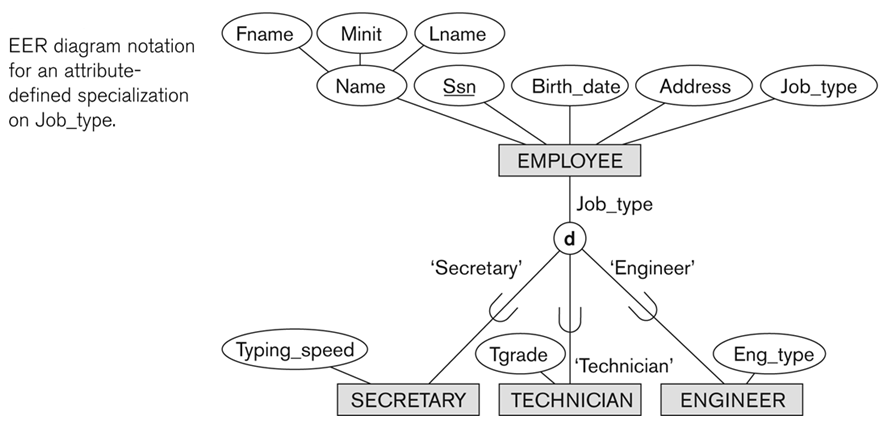 EER diagram notation
for an attribute-
defined specialization
on Job_type.
Fname
Minit
Lname
Name
Ssn
Birth_date
Address
Job_type
EMPLOYEE
Job_type
d
‘Secretary’
‘Engineer’
Typing_speed
Tgrade
‘Technician’
Eng_type
SECRETARY
TECHNICIAN
ENGINEER